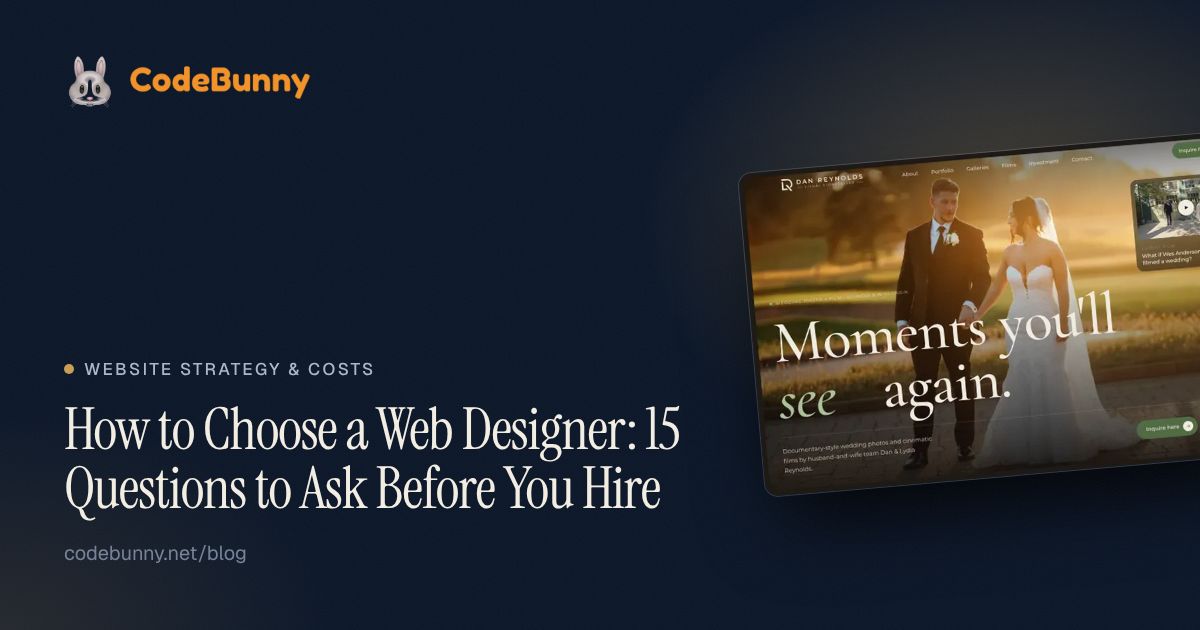 CodeBunny
DAN REYNOLDS
About Portfolio Galleries Films Investment Contact
Inquire
What if Wes Anderson
filmed a wedding?
Moments you'll
see again.
Documentary-style wedding photos and cinematic
films by husband-and-wife team Dan & Lydia
Reynolds.
Inquire here
WEBSITE STRATEGY & COSTS
How to Choose a Web Designer: 15
Questions to Ask Before You Hire
codebunny.net/blog